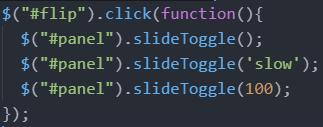 $("#flip").click(function(){
  $("#panel").slideToggle();
  $("#panel").slideToggle('slow');
  $("#panel").slideToggle(100);
});